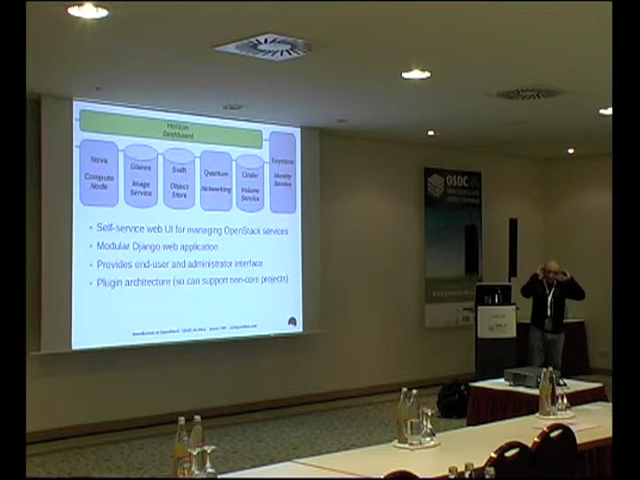 Horizon
Dashboard
Nova
Compute
Node
Glance
Image
Service
Swift
Object
Store
Quantum
Networking
Cinder
Volume
Service
Keystone
Identity
Service
Self-service web UI for managing OpenStack services
Modular Django web application
Provides end-user and administrator interface
Plugin architecture (so can support non-core projects)
OSDC